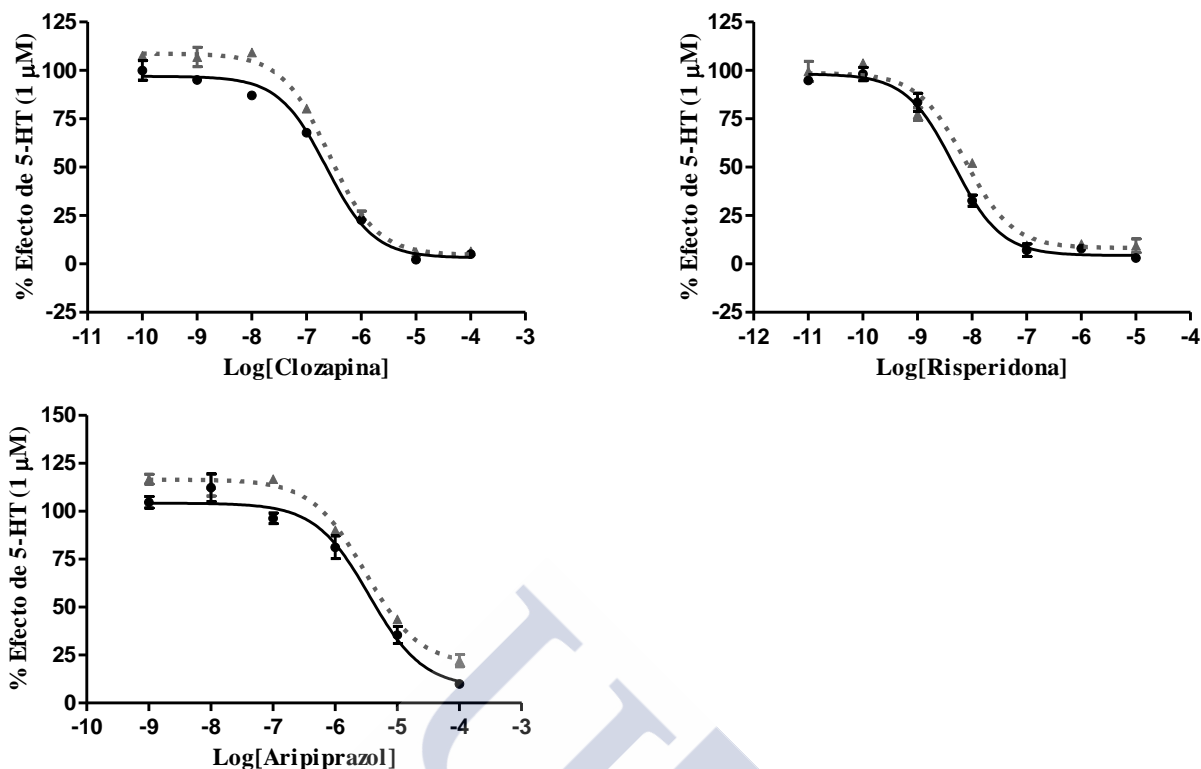 125
100
75
50
25
0
-25
% Efecto de 5-HT (1 µM)
-11 -10 -9 -8 -7 -6 -5 -4 -3
Log[Clozapina]
125
100
75
50
25
0
-25
% Efecto de 5-HT (1 µM)
-12 -11 -10 -9 -8 -7 -6 -5 -4
Log[Risperidona]
150
125
100
75
50
25
0
% Efecto de 5-HT (1 µM)
-10 -9 -8 -7 -6 -5 -4 -3
Log[Aripiprazol]